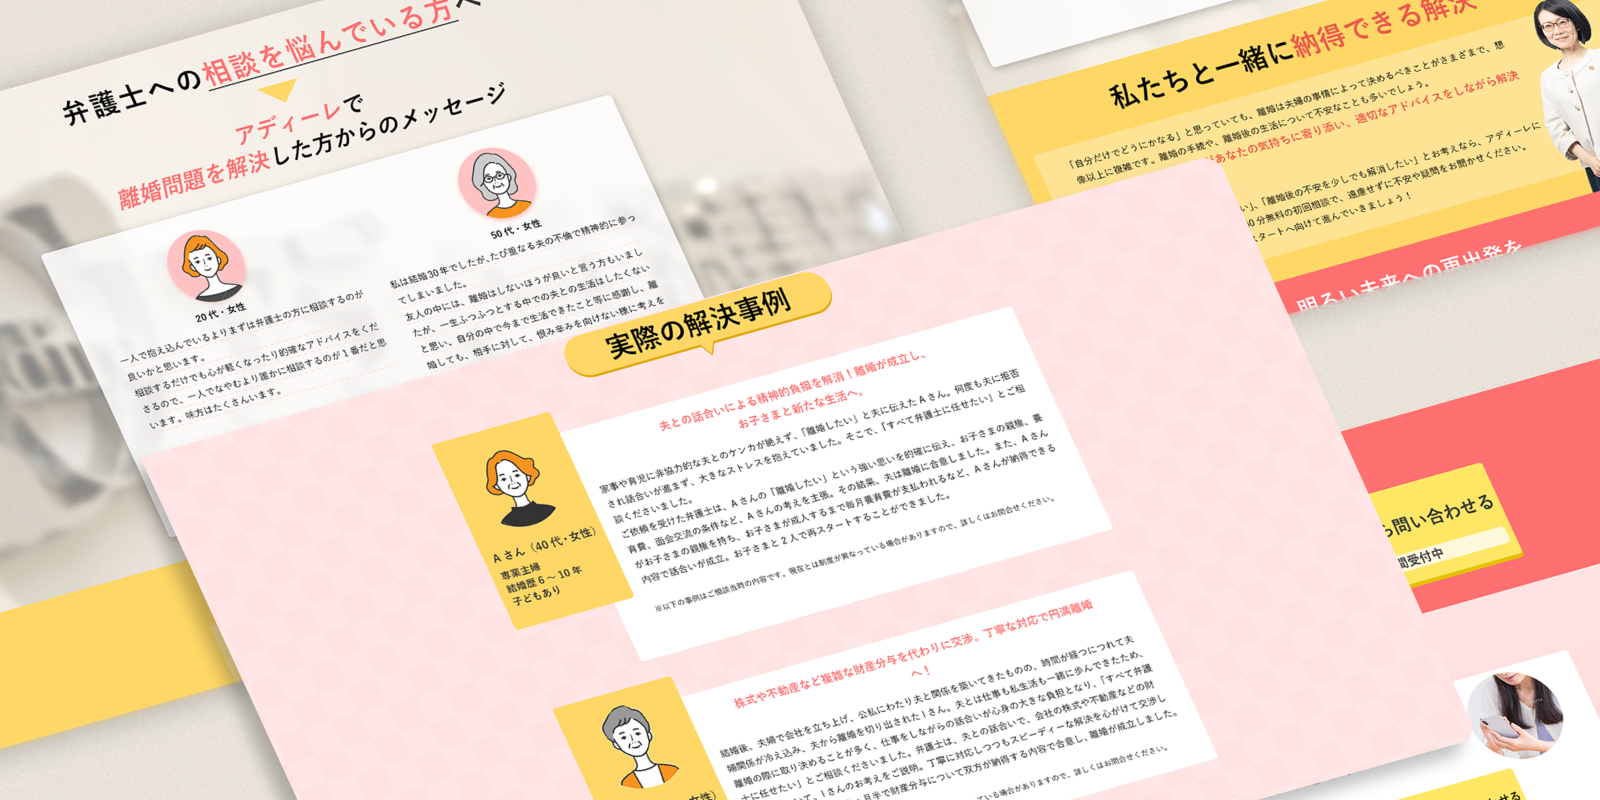 弁護士への相談を悩んでいる方へ
アディーレで
離婚問題を解決した方からのメッセージ
20代・女性
一人で抱え込んでいるよりまずは弁護士の方に相談するのが
良いかと思います。
相談するだけでも心が軽くなったり的確なアドバイスをくだ
さるので、一人でなやむより誰かに相談するのが1番だと思
います。味方はたくさんいます。
50代・女性
私は結婚30年でしたが、たび重なる夫の不倫で精神的に参っ
てしまいました。
友人の中には、離婚はしないほうが良いと言う方もいまし
たが、一生ふつふつとする中での夫との生活はしたくない
と思い、自分の中で今まで生活できたこと等に感謝し、離
婚しても、相手に対して、恨み辛みを向けない様に考えを
私たちと一緒に納得できる解決
「自分だけでどうにかなる」と思っていても、離婚は夫婦の事情によって決めるべきことがさまざまで、想
像以上に複雑です。離婚の手続や、離婚後の生活について不安なことも多いでしょう。
があなたの気持ちに寄り添い、適切なアドバイスをしながら解決
い」、「離婚後の不安を少しでも解消したい」とお考えなら、アディーレに
0分無料の初回相談で、遠慮せずに不安や疑問をお聞かせください。
スタートへ向けて進んでいきましょう！
明るい未来への再出発を
実際の解決事例
夫との話合いによる精神的負担を解消！離婚が成立し、
お子さまと新たな生活へ。
家事や育児に非協力的な夫とのケンカが絶えず、「離婚したい」と夫に伝えたAさん。何度も夫に拒否
され話合いが進まず、大きなストレスを抱えていました。そこで、「すべて弁護士に任せたい」とご相
談くださいました。
ご依頼を受けた弁護士は、Aさんの「離婚したい」という強い思いを的確に伝え、お子さまの親権、養
育費、面会交流の条件など、Aさんの考えを主張。その結果、夫は離婚に合意しました。また、Aさん
がお子さまの親権を持ち、お子さまが成人するまで毎月養育費が支払われるなど、Aさんが納得できる
内容で話合いが成立。お子さまと2人で再スタートすることができました。
※以下の事例はご相談当時の内容です。現在とは制度が異なっている場合がありますので、詳しくはお問合せください。
Aさん（40代・女性）
専業主婦
結婚歴6～10年
子どもあり
株式や不動産など複雑な財産分与を代わりに交渉。丁寧な対応で円満離婚
へ！
結婚後、夫婦で会社を立ち上げ、公私にわたり夫と関係を築いてきたものの、時間が経つにつれて夫
婦関係が冷え込み、夫から離婚を切り出されたIさん。夫とは仕事も私生活も一緒に歩んできたため、
離婚の際に取り決めることが多く、仕事をしながらの話合いが心身の大きな負担となり、「すべて弁護
士に任せたい」とご相談くださいました。弁護士は、夫との話合いで、会社の株式や不動産などの財
いて、Iさんのお考えをご説明。丁寧に対応しつつもスピーディーな解決を心がけて交渉し
月半で財産分与について双方が納得する内容で合意し、離婚が成立しました。
ている場合がありますので、詳しくはお問合せください。
女性）
ら問い合わせる
間受付中
せる